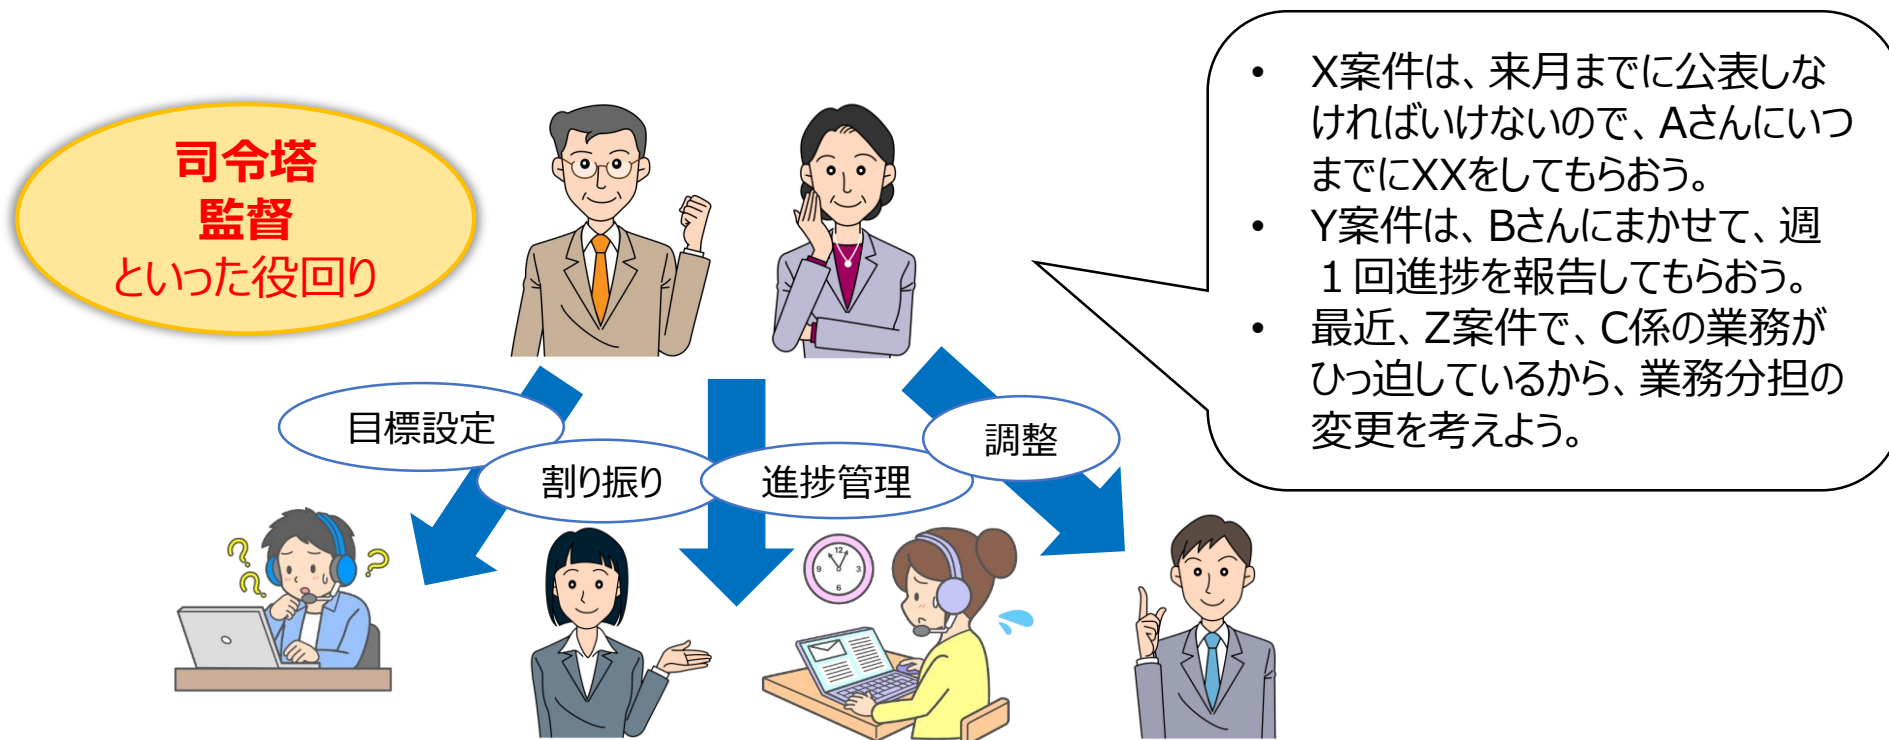 司令塔
監督
といった役回り
• X案件は、来月までに公表しな
ければいけないので、Aさんにいつ
までにXXをしてもらおう。
• Y案件は、Bさんにまかせて、週
１回進捗を報告してもらおう。
• 最近、Z案件で、C係の業務が
ひっ迫しているから、業務分担の
変更を考えよう。
目標設定
割り振り
進捗管理
調整
???
12
9 3
6